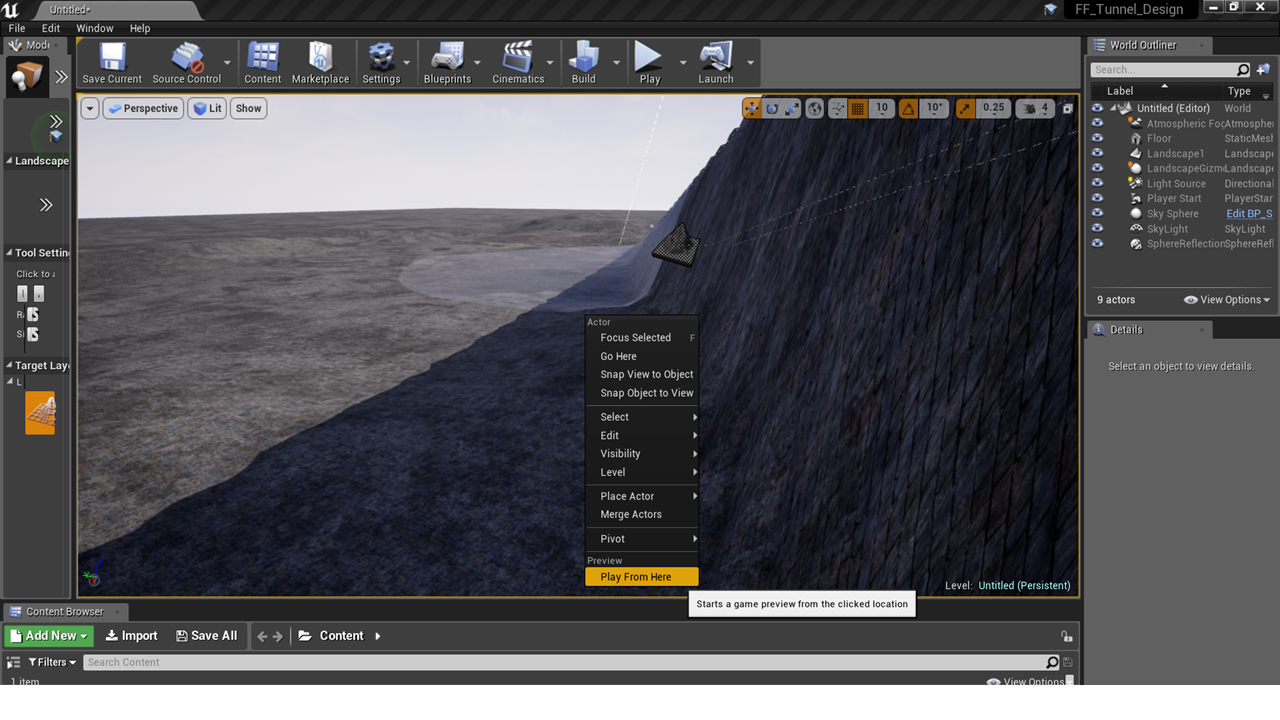 Untitled*
FF_Tunnel_Design
File Edit Window Help
Mode
Save Current Source Control Content Marketplace Settings Blueprints Cinematics Build Play Launch
Perspective Lit Show
10 10° 0.25 4
Landscape
Tool Settin
Click to
Target Lay
L
Actor
Focus Selected F
Go Here
Snap View to Object
Snap Object to View
Select
Edit
Visibility
Level
Place Actor
Merge Actors
Pivot
Preview
Play From Here
Starts a game preview from the clicked location
Level: Untitled (Persistent)
World Outliner
Search...
Label Type
Untitled (Editor) World
Atmospheric Fog Atmospher
Floor StaticMesh
Landscape1 Landscape
LandscapeGizmo Landscape
Light Source Directional
Player Start PlayerStar
Sky Sphere Edit BP_S
SkyLight SkyLight
SphereReflection SphereRefl
9 actors View Options
Details
Select an object to view details.
Content Browser
Add New Import Save All Content
Filters Search Content
1 item View Options